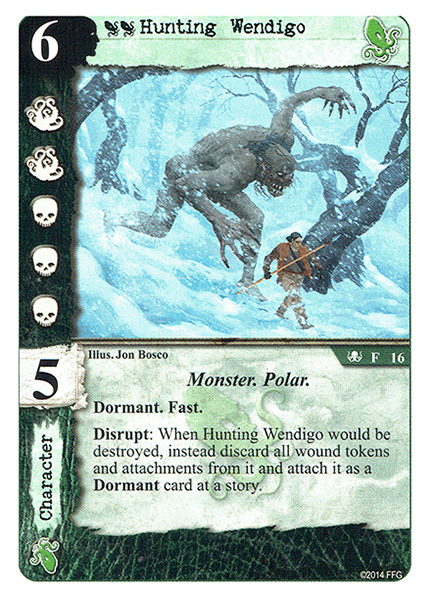 6
Hunting Wendigo
Illus. Jon Bosco
F 16
5
Monster. Polar.
Dormant. Fast.
Disrupt: When Hunting Wendigo would be
destroyed, instead discard all wound tokens
and attachments from it and attach it as a
Dormant card at a story.
Character
©2014 FFG